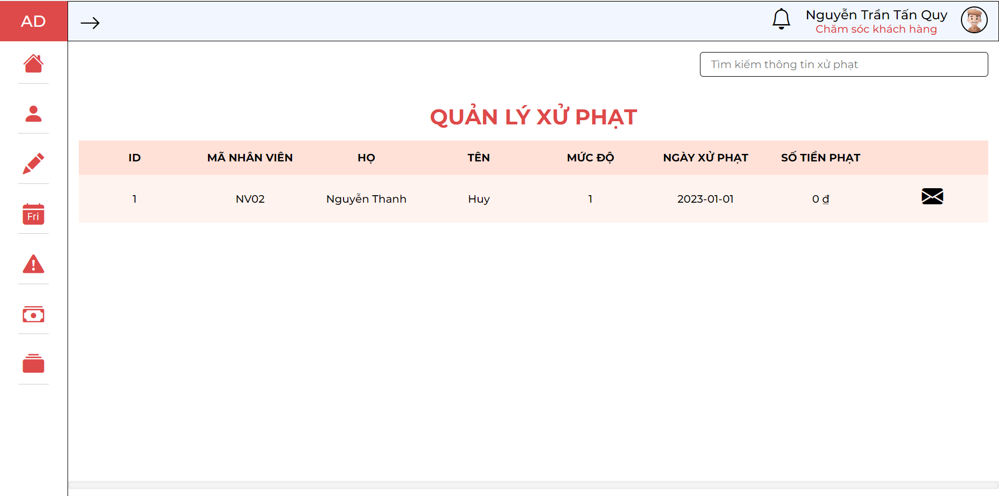 AD
Nguyễn Trần Tấn Quy
Chăm sóc khách hàng
Tìm kiếm thông tin xử phạt
QUẢN LÝ XỬ PHẠT
ID MÃ NHÂN VIÊN HỌ TÊN MỨC ĐỘ NGÀY XỬ PHẠT SỐ TIỀN PHẠT
1 NV02 Nguyễn Thanh Huy 1 2023-01-01 0 ₫
Fri